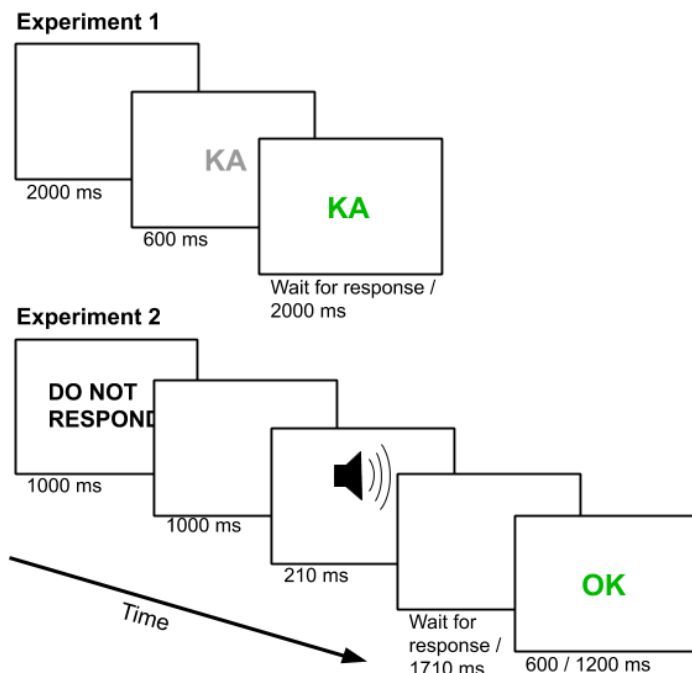 Experiment 1
2000 ms
KA
600 ms
KA
Wait for response /
2000 ms
Experiment 2
DO NOT
RESPOND
1000 ms
1000 ms
210 ms
Wait for
response /
1710 ms
OK
600 / 1200 ms
Time